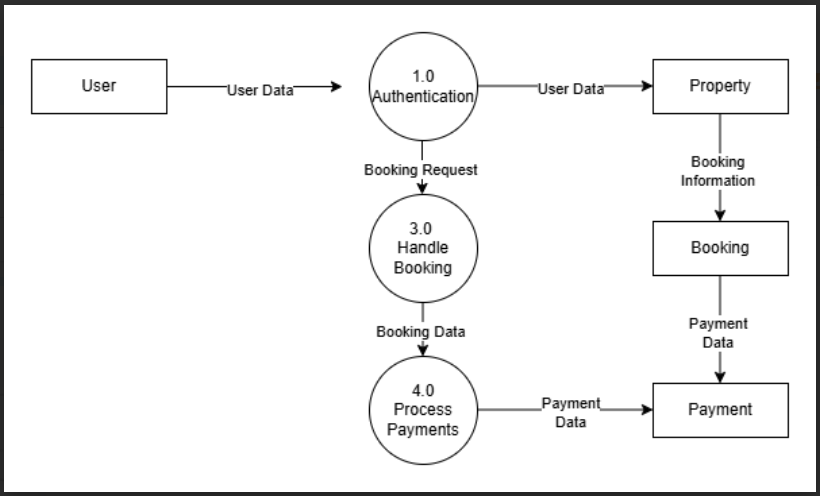 User
User Data
1.0
Authentication
User Data
Property
Booking Request
Booking
Information
3.0
Handle
Booking
Booking
Booking Data
Payment
Data
4.0
Process
Payments
Payment
Data
Payment